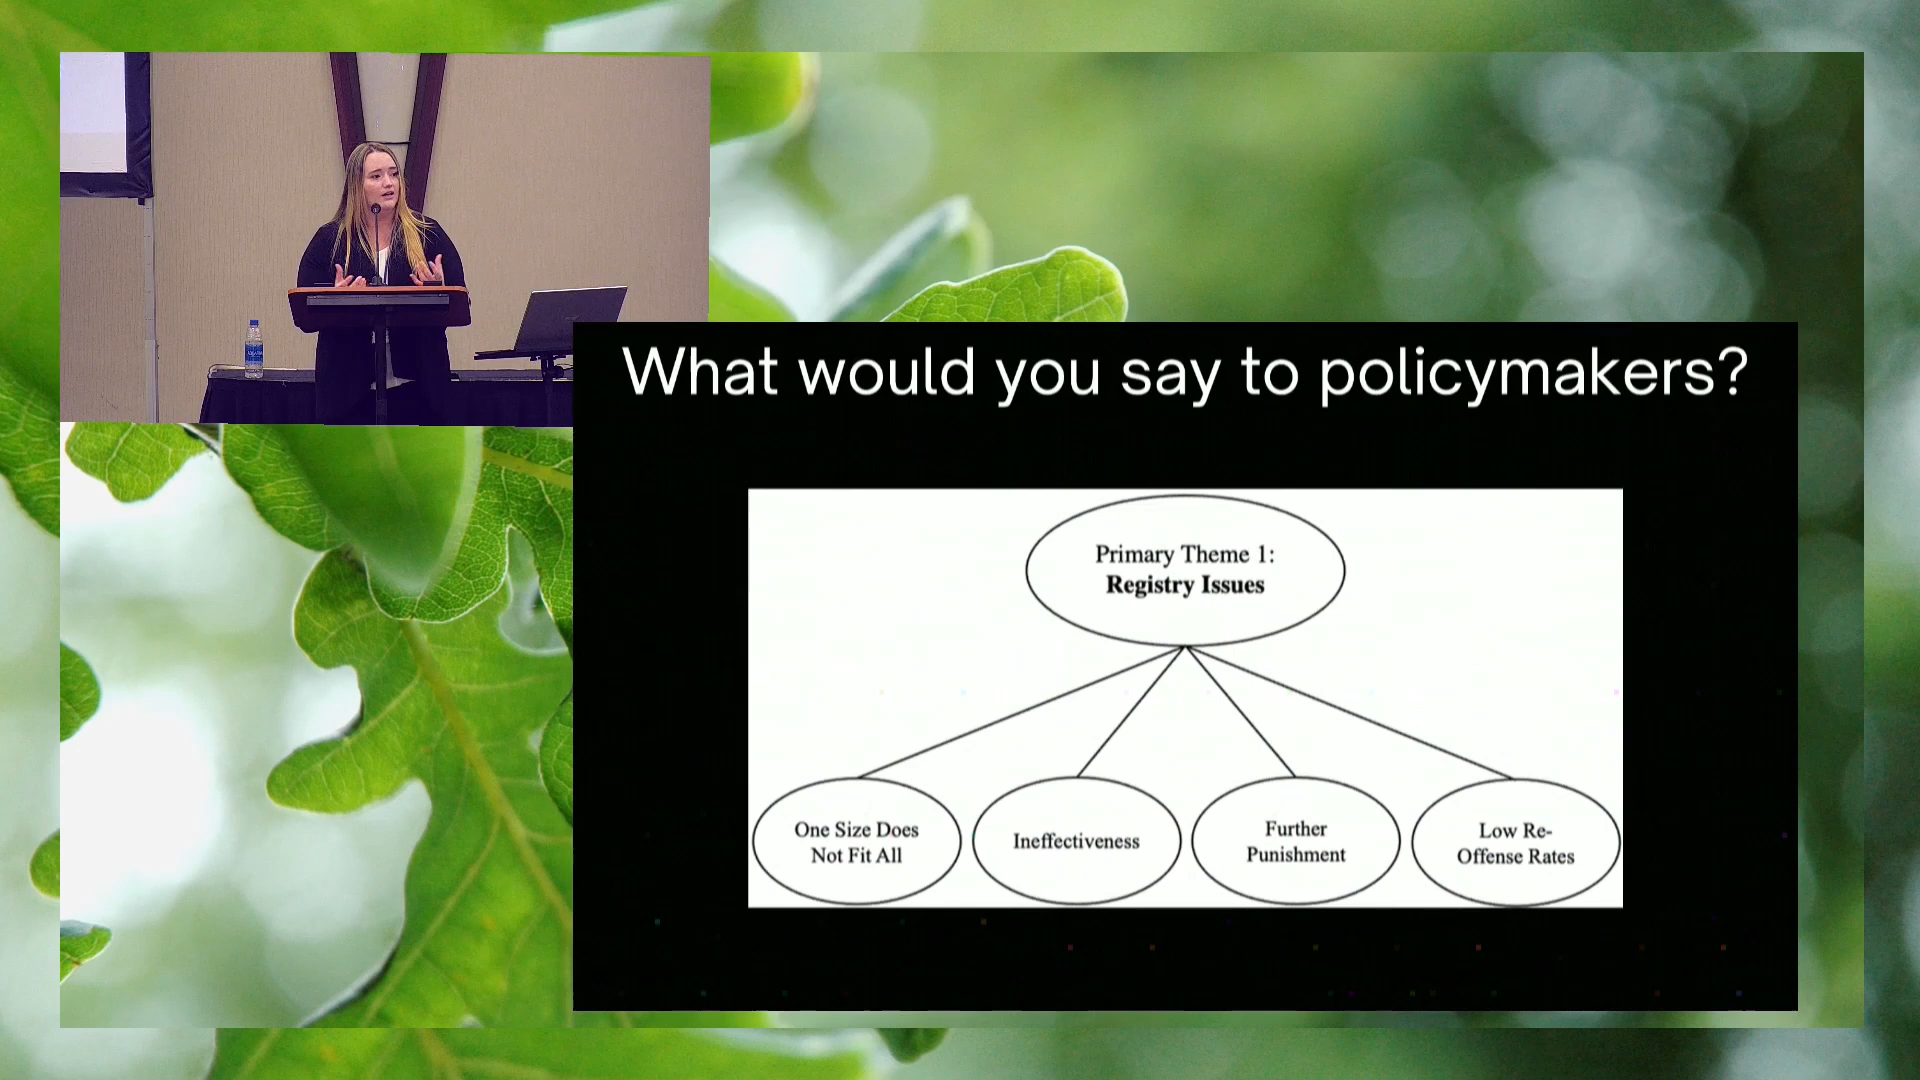 What would you say to policymakers?
Primary Theme 1:
Registry Issues
One Size Does
Not Fit All
Ineffectiveness
Further
Punishment
Low Re-
Offense Rates